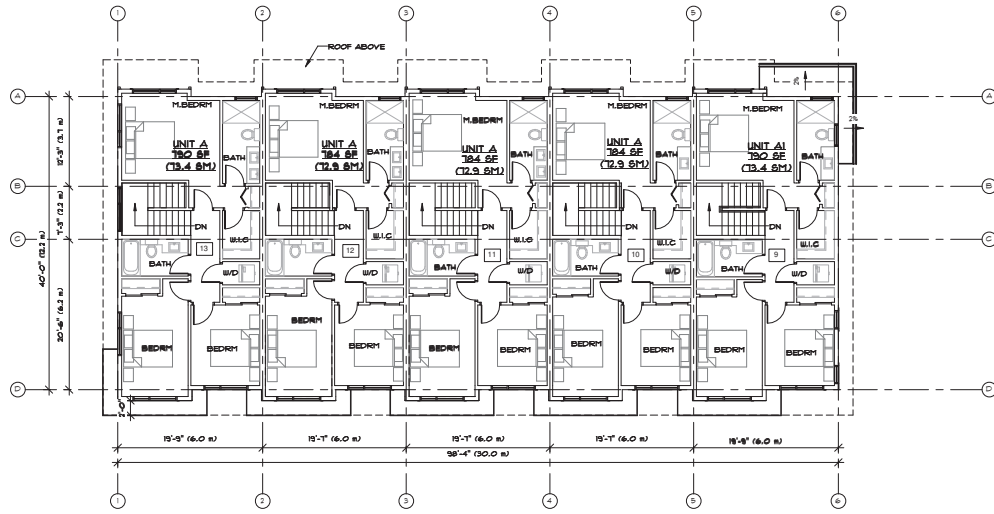 1 2 3 4 5 6
ROOF ABOVE
2%
A A
M.BEDRM M.BEDRM M.BEDRM M.BEDRM M.BEDRM
2%
UNIT A UNIT A UNIT A UNIT A UNIT A1
790 SF 784 SF 784 SF 784 SF 790 SF
(73.4 SM) (72.9 SM) (72.9 SM) (72.9 SM) (73.4 SM)
BATH BATH BATH BATH BATH
12'-3" (3.7 m)
B B
7'-3" (2.2 m)
DN DN DN DN DN
W.I.C W.I.C W.I.C W.I.C W.I.C
C C
13 12 11 10 9
BATH BATH BATH BATH BATH
W/D W/D W/D W/D W/D
40'-0" (12.2 m)
20'-6" (6.2 m)
BEDRM BEDRM BEDRM BEDRM BEDRM BEDRM BEDRM BEDRM BEDRM BEDRM
D D
2'-0"
19'-9" (6.0 m) 19'-7" (6.0 m) 19'-7" (6.0 m) 19'-7" (6.0 m) 19'-9" (6.0 m)
98'-4" (30.0 m)
1 2 3 4 5 6